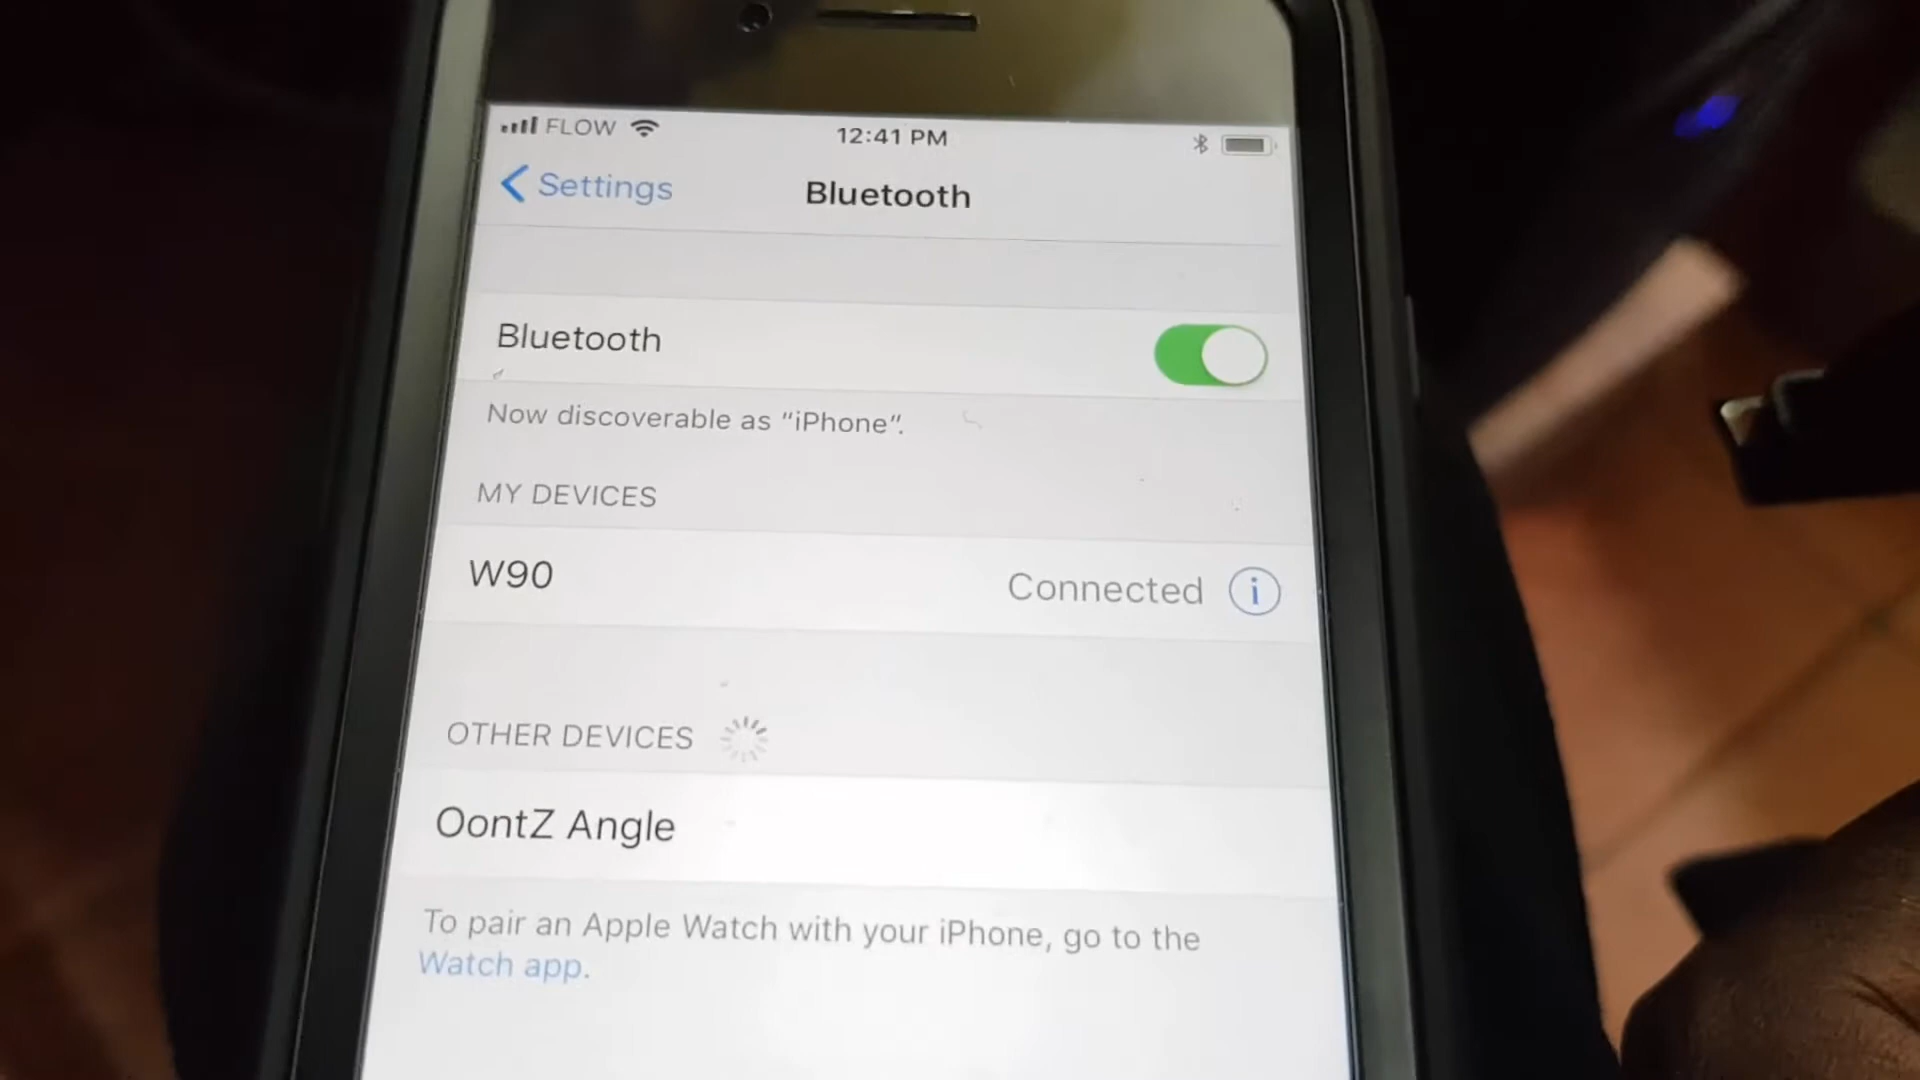 FLOW 12:41 PM
Settings Bluetooth
Bluetooth
Now discoverable as "iPhone".
MY DEVICES
W90 Connected i
OTHER DEVICES
OontZ Angle
To pair an Apple Watch with your iPhone, go to the
Watch app.